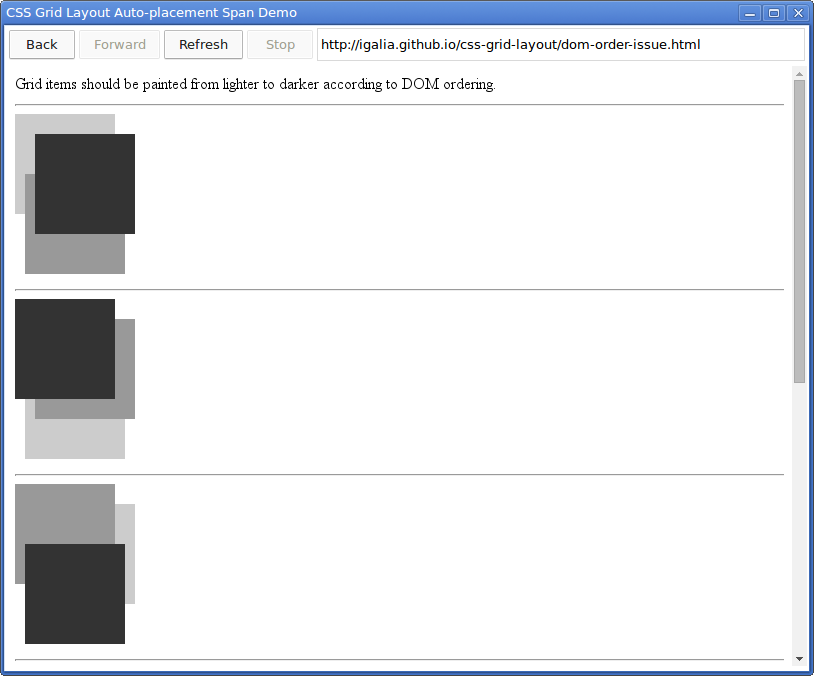 CSS Grid Layout Auto-placement Span Demo
Back Forward Refresh Stop http://igalia.github.io/css-grid-layout/dom-order-issue.html
Grid items should be painted from lighter to darker according to DOM ordering.